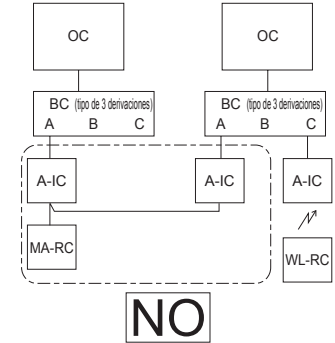 OC OC
BC (tipo de 3 derivaciones) BC (tipo de 3 derivaciones)
A B C A B C
A-IC A-IC A-IC
MA-RC WL-RC
NO